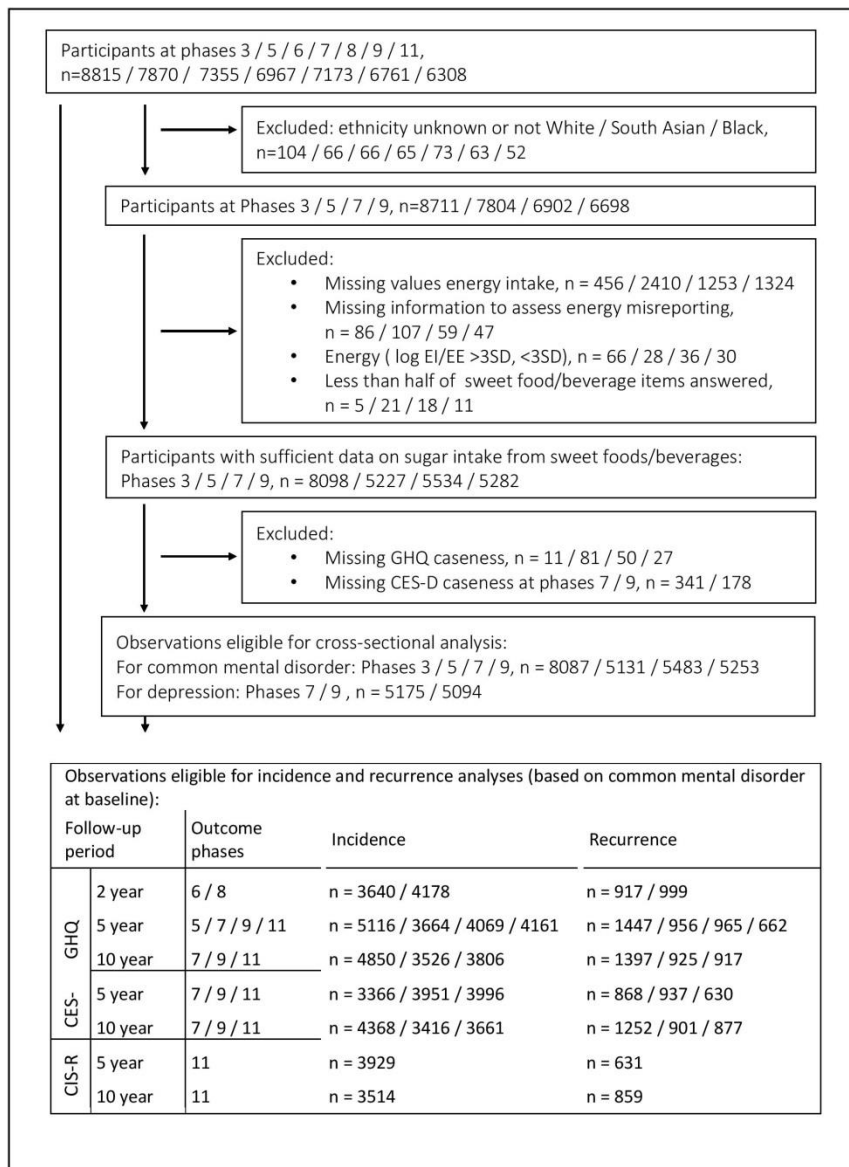 Participants at phases 3 / 5 / 6 / 7 / 8 / 9 / 11,
n=8815 / 7870 / 7355 / 6967 / 7173 / 6761 / 6308
Excluded: ethnicity unknown or not White / South Asian / Black,
n=104 / 66 / 66 / 65 / 73 / 63 / 52
Participants at Phases 3 / 5 / 7 / 9, n=8711 / 7804 / 6902 / 6698
Excluded:
• Missing values energy intake, n = 456 / 2410 / 1253 / 1324
• Missing information to assess energy misreporting,
n = 86 / 107 / 59 / 47
• Energy ( log EI/EE >3SD, <3SD), n = 66 / 28 / 36 / 30
• Less than half of sweet food/beverage items answered,
n = 5 / 21 / 18 / 11
Participants with sufficient data on sugar intake from sweet foods/beverages:
Phases 3 / 5 / 7 / 9, n = 8098 / 5227 / 5534 / 5282
Excluded:
• Missing GHQ caseness, n = 11 / 81 / 50 / 27
• Missing CES-D caseness at phases 7 / 9, n = 341 / 178
Observations eligible for cross-sectional analysis:
For common mental disorder: Phases 3 / 5 / 7 / 9, n = 8087 / 5131 / 5483 / 5253
For depression: Phases 7 / 9 , n = 5175 / 5094
Observations eligible for incidence and recurrence analyses (based on common mental disorder
at baseline):
Follow-up period Outcome phases Incidence Recurrence
GHQ
2 year 6 / 8 n = 3640 / 4178 n = 917 / 999
5 year 5 / 7 / 9 / 11 n = 5116 / 3664 / 4069 / 4161 n = 1447 / 956 / 965 / 662
10 year 7 / 9 / 11 n = 4850 / 3526 / 3806 n = 1397 / 925 / 917
CES-
5 year 7 / 9 / 11 n = 3366 / 3951 / 3996 n = 868 / 937 / 630
10 year 7 / 9 / 11 n = 4368 / 3416 / 3661 n = 1252 / 901 / 877
CIS-R
5 year 11 n = 3929 n = 631
10 year 11 n = 3514 n = 859